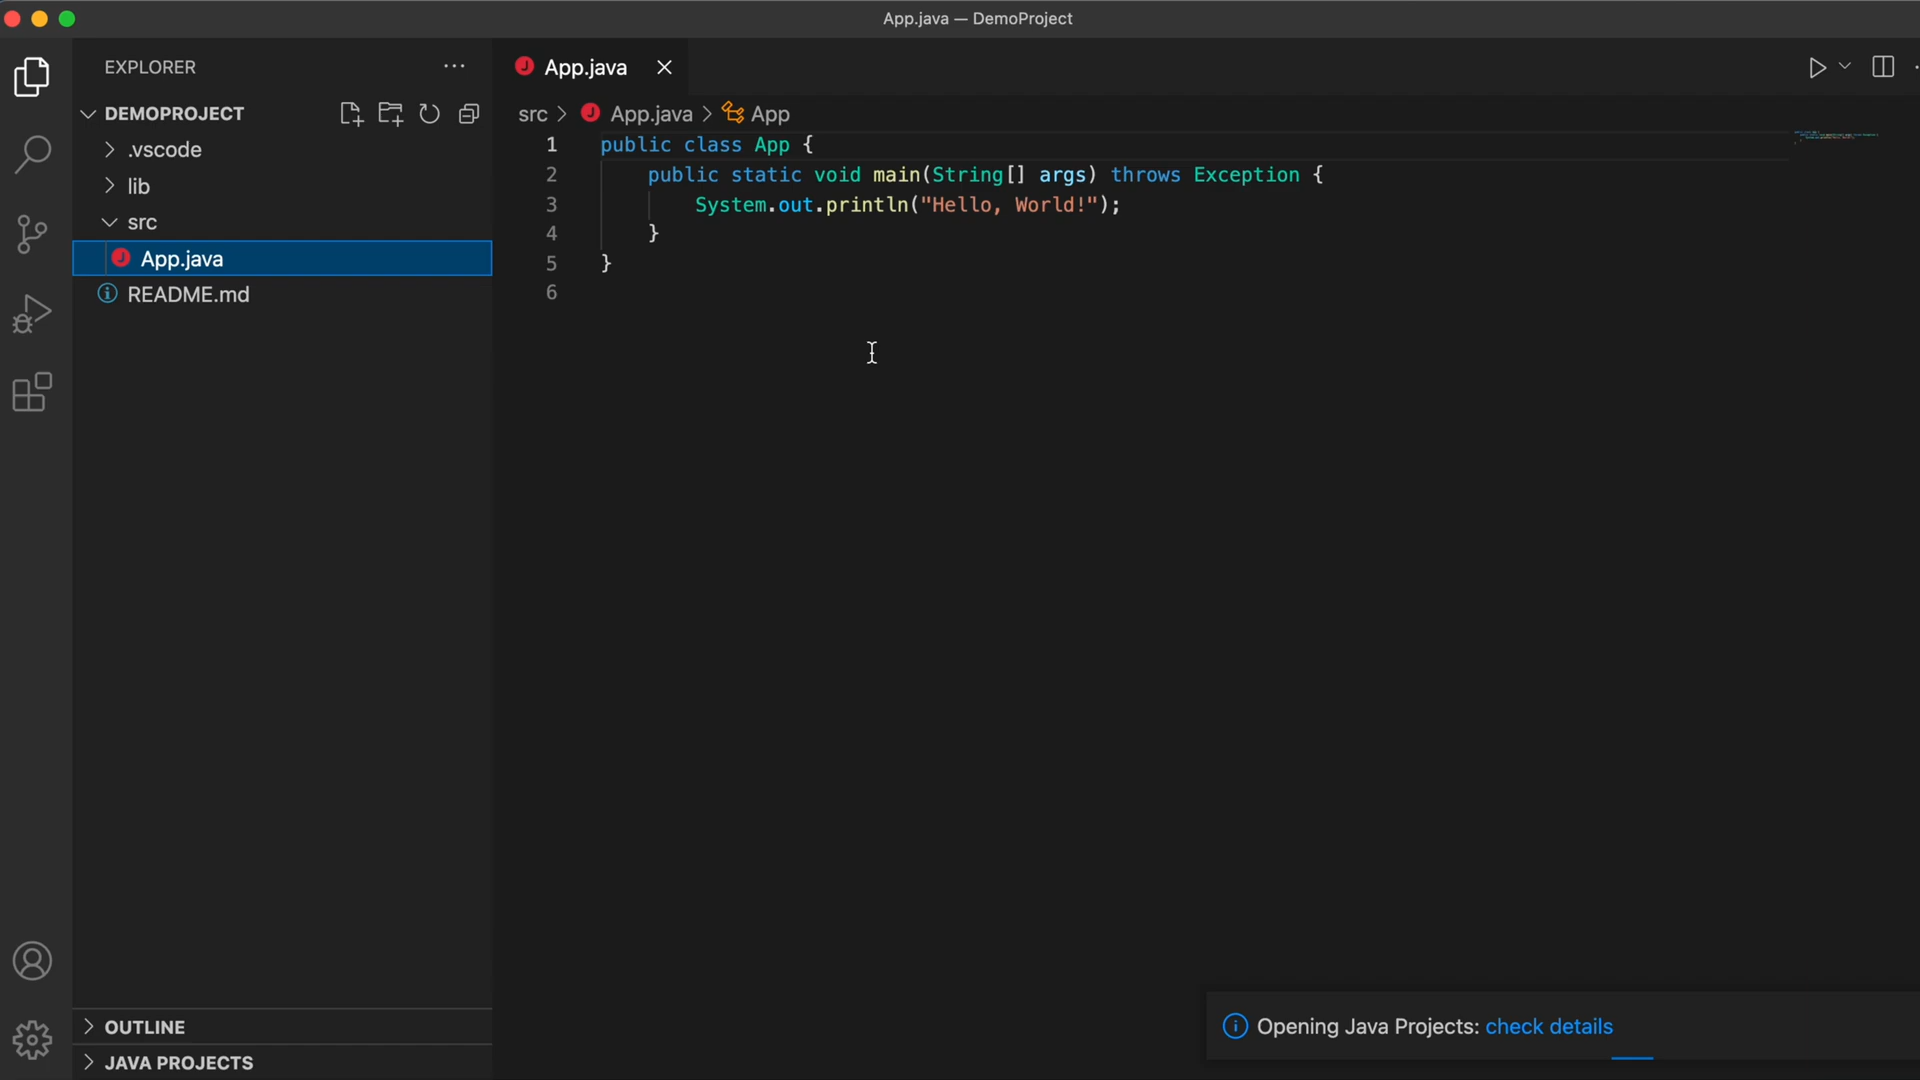 App.java — DemoProject
EXPLORER
DEMOPROJECT
.vscode
lib
src
App.java
README.md
OUTLINE
JAVA PROJECTS
App.java
src > App.java > App
1 public class App {
2 public static void main(String[] args) throws Exception {
3 System.out.println("Hello, World!");
4 }
5 }
6
Opening Java Projects: check details